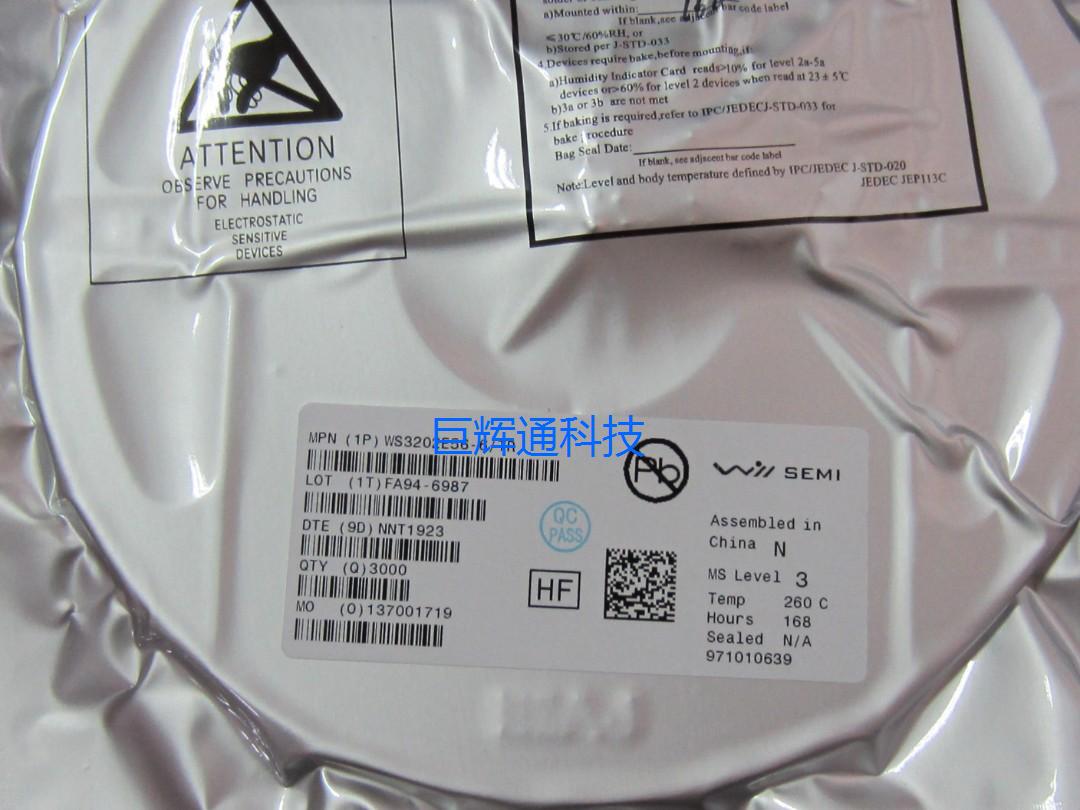 ATTENTION
OBSERVE PRECAUTIONS
FOR HANDLING
ELECTROSTATIC
SENSITIVE
DEVICES
a)Mounted within:
If blank,see adjacent bar code label
≤30℃/60%RH, or
b)Stored per J-STD-033
4.Devices require bake,before mounting,if:
a)Humidity Indicator Card reads>10% for level 2a-5a
devices or>60% for level 2 devices when read at 23±5℃
b)3a or 3b are not met
5.If baking is required,refer to IPC/JEDECJ-STD-033 for
bake procedure
Bag Seal Date:
If blank, see adjacent bar code label
Note:Level and body temperature defined by IPC/JEDEC J-STD-020
JEDEC JEP113C
巨辉通科技
MPN (1P) WS3202E56-6/TR
LOT (1T)FA94-6987
DTE (9D)NNT1923
QTY (Q)3000
MO (0)137001719
QC
PASS
HF
Pb
Will SEMI
Assembled in
China N
MS Level 3
Temp 260 C
Hours 168
Sealed N/A
971010639